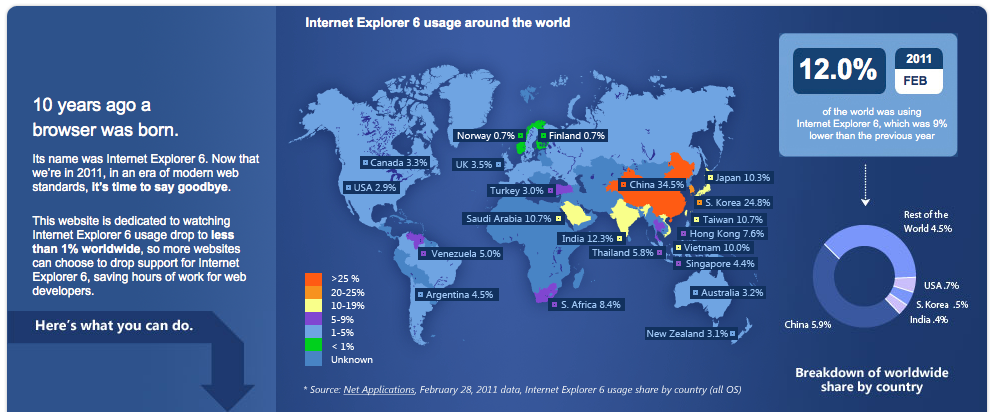 10 years ago a
browser was born.
Its name was Internet Explorer 6. Now that
we're in 2011, in an era of modern web
standards, it's time to say goodbye.
This website is dedicated to watching
Internet Explorer 6 usage drop to less
than 1% worldwide, so more websites
can choose to drop support for Internet
Explorer 6, saving hours of work for web
developers.
Here's what you can do.
Internet Explorer 6 usage around the world
Norway 0.7%
Finland 0.7%
Canada 3.3%
UK 3.5%
USA 2.9%
Turkey 3.0%
China 34.5%
Japan 10.3%
S. Korea 24.8%
Saudi Arabia 10.7%
Taiwan 10.7%
India 12.3%
Hong Kong 7.6%
Venezuela 5.0%
Thailand 5.8%
Vietnam 10.0%
Singapore 4.4%
Argentina 4.5%
S. Africa 8.4%
Australia 3.2%
New Zealand 3.1%
>25 %
20-25%
10-19%
5-9%
1-5%
< 1%
Unknown
* Source: Net Applications, February 28, 2011 data, Internet Explorer 6 usage share by country (all OS)
12.0%
2011
FEB
of the world was using
Internet Explorer 6, which was 9%
lower than the previous year
Rest of the
World 4.5%
USA .7%
S. Korea .5%
India .4%
China 5.9%
Breakdown of worldwide
share by country